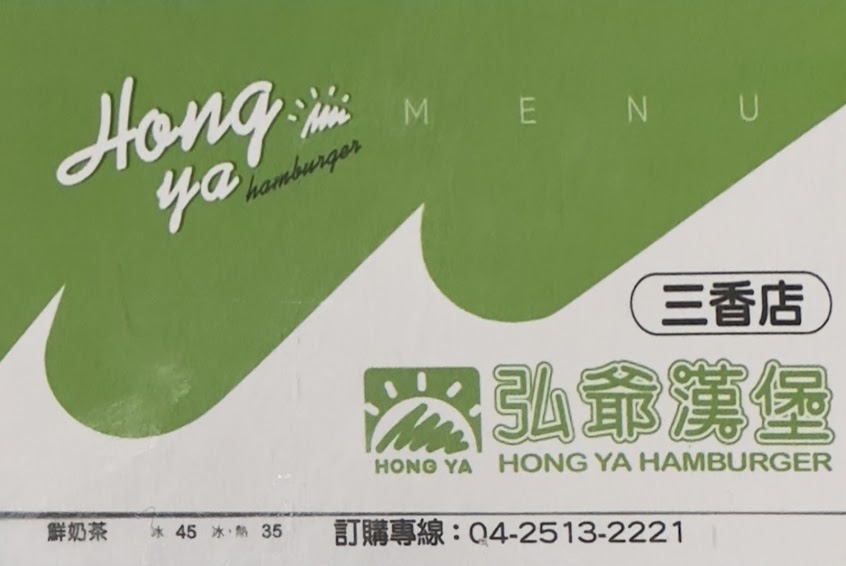 Hong ya hamburger
MENU
三香店
HONG YA
弘爺漢堡
HONG YA HAMBURGER
鮮奶茶 冰 45 冰·熱 35 訂購專線：04-2513-2221